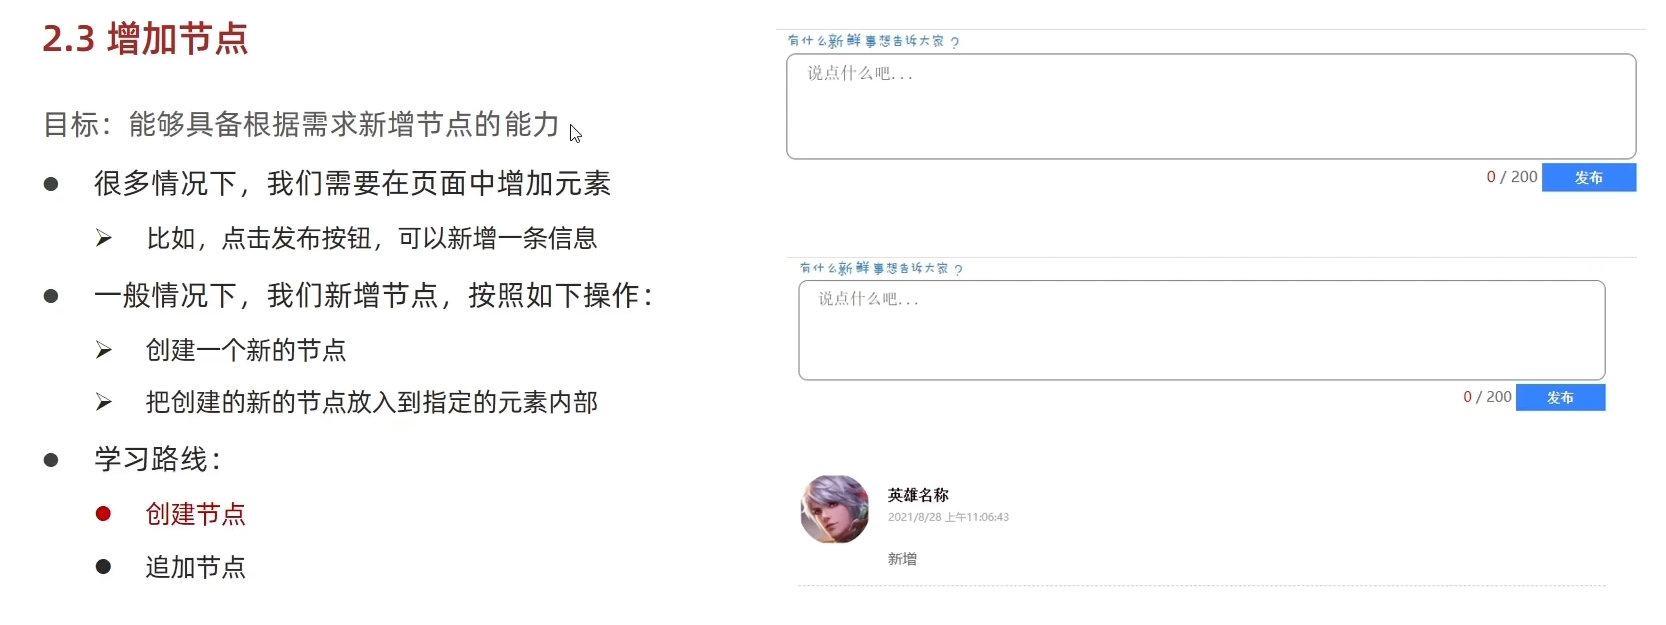 2.3 增加节点
目标：能够具备根据需求新增节点的能力
很多情况下，我们需要在页面中增加元素
比如，点击发布按钮，可以新增一条信息
一般情况下，我们新增节点，按照如下操作：
创建一个新的节点
把创建的新的节点放入到指定的元素内部
学习路线：
创建节点
追加节点
有什么新鲜事想告诉大家？
说点什么吧...
0 / 200 发布
有什么新鲜事想告诉大家？
说点什么吧...
0 / 200 发布
英雄名称
2021/8/28 上午11:06:43
新增